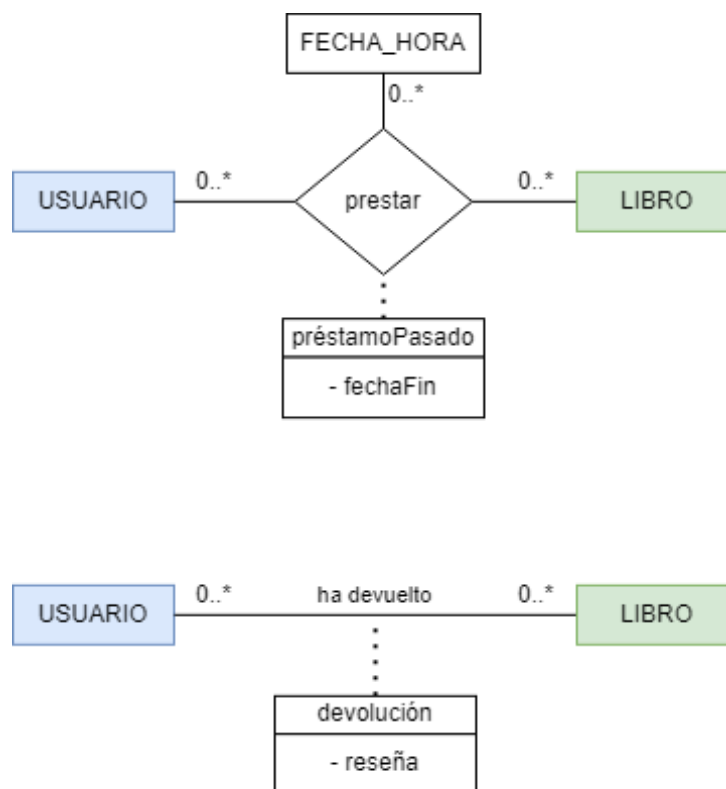 FECHA_HORA
0..*
USUARIO
0..*
prestar
0..*
LIBRO
préstamoPasado
- fechaFin
USUARIO
0..*
ha devuelto
0..*
LIBRO
devolución
- reseña